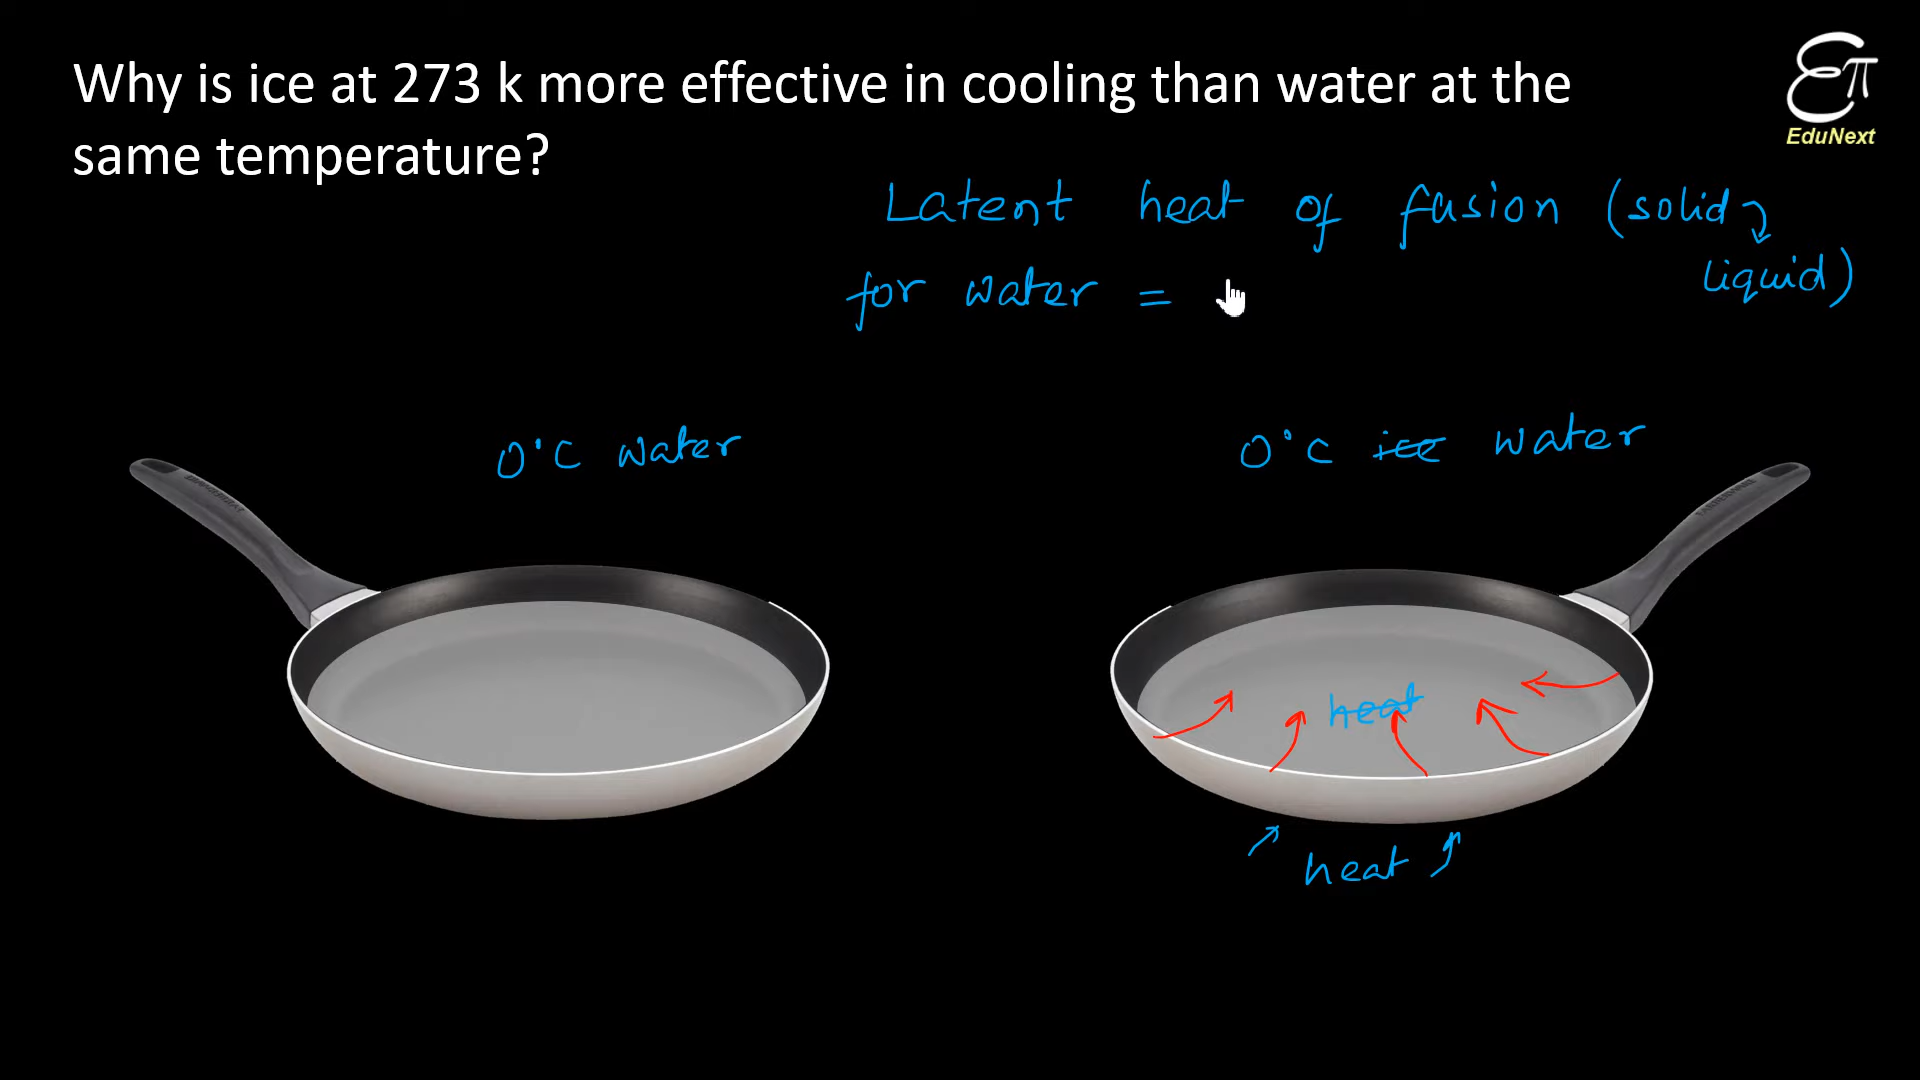 Why is ice at 273 k more effective in cooling than water at the
same temperature?
EπT
EduNext
Latent heat of fusion (solid
liquid)
for water =
0°C water
0°C ice water
heat
heat